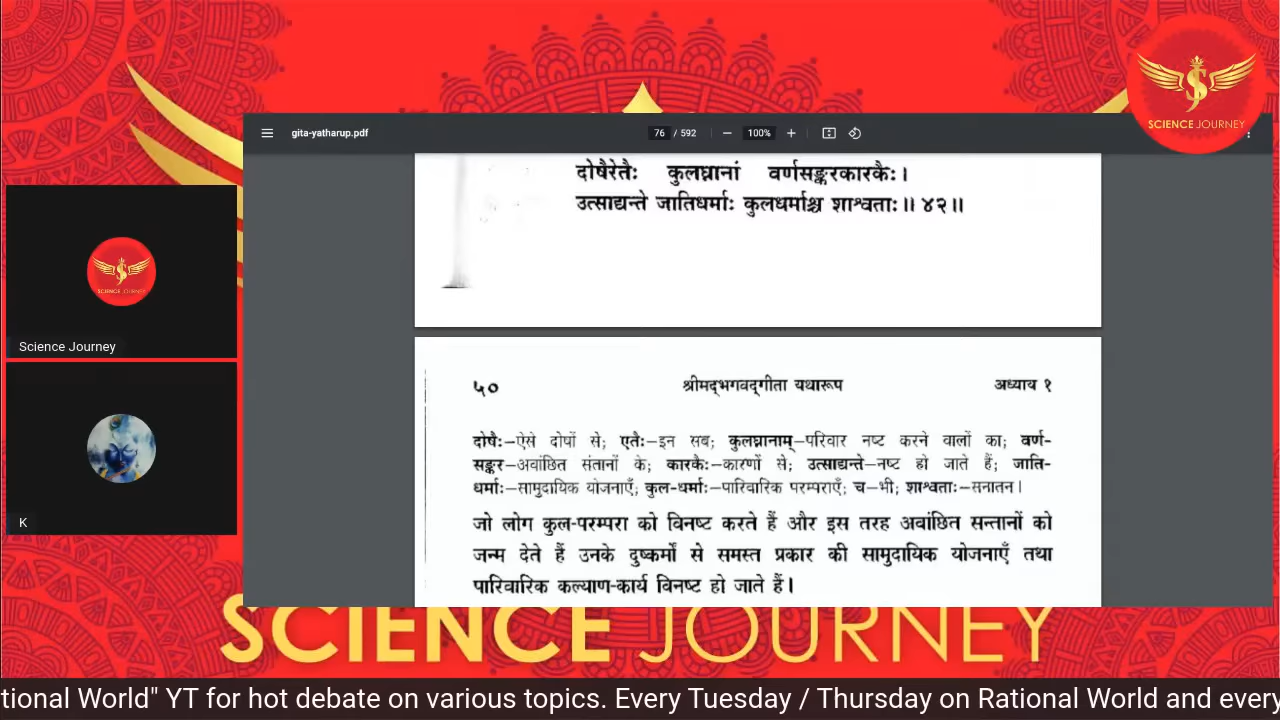 SCIENCE JOURNEY
gita-yatharup.pdf
76 / 592
100%
दोषैरेतैः कुलघ्नानां वर्णसङ्करकारकैः।
उत्साद्यन्ते जातिधर्माः कुलधर्माश्च शाश्वताः॥ ४२॥
५०
श्रीमद्भगवद्गीता यथारूप
अध्याय १
दोषैः–ऐसे दोषों से; एतैः–इन सब; कुलघ्नानाम्–परिवार नष्ट करने वालों का; वर्ण-
सङ्कर–अवांछित संतानों के; कारकैः–कारणों से; उत्साद्यन्ते–नष्ट हो जाते हैं; जाति-
धर्माः–सामुदायिक योजनाएँ; कुल-धर्माः–पारिवारिक परम्पराएँ; च–भी; शाश्वताः–सनातन।
जो लोग कुल-परम्परा को विनष्ट करते हैं और इस तरह अवांछित सन्तानों को
जन्म देते हैं उनके दुष्कर्मों से समस्त प्रकार की सामुदायिक योजनाएँ तथा
पारिवारिक कल्याण-कार्य विनष्ट हो जाते हैं।
SCIENCE JOURNEY
Science Journey
K
SCIENCE JOURNEY
tional World" YT for hot debate on various topics. Every Tuesday / Thursday on Rational World and every